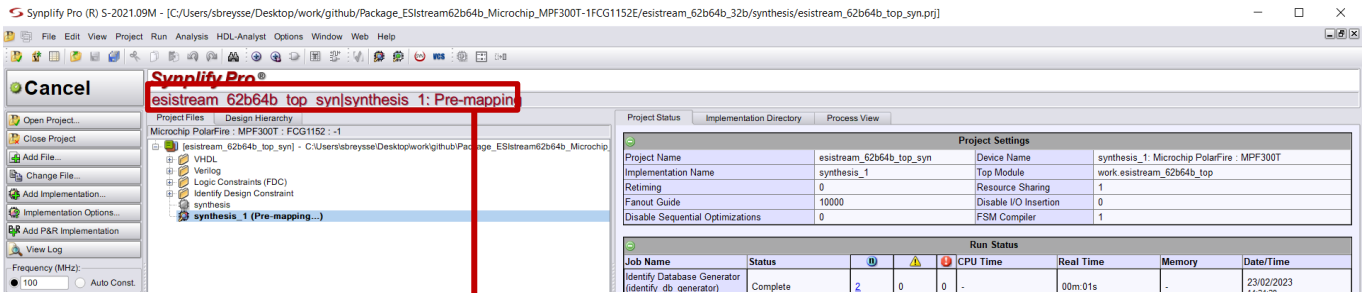 Synplify Pro (R) S-2021.09M - [C:/Users/sbreysse/Desktop/work/github/Package_ESIstream62b64b_Microchip_MPF300T-1FCG1152E/esistream_62b64b_32b/synthesis/esistream_62b64b_top_syn.prj]
File Edit View Project Run Analysis HDL-Analyst Options Window Web Help
Cancel
Synplify Pro®
esistream_62b64b_top_syn|synthesis_1: Pre-mapping
Open Project...
Close Project
Add File...
Change File...
Add Implementation...
Implementation Options...
Add P&R Implementation
View Log
Frequency (MHz):
100 Auto Const.
Project Files Design Hierarchy
Microchip PolarFire : MPF300T : FCG1152 : -1
[esistream_62b64b_top_syn] - C:\Users\sbreysse\Desktop\work\github\Package_ESIstream62b64b_Microchip_
VHDL
Verilog
Logic Constraints (FDC)
Identify Design Constraint
synthesis
synthesis_1 (Pre-mapping...)
Project Status Implementation Directory Process View
Project Settings
Project Name esistream_62b64b_top_syn Device Name synthesis_1: Microchip PolarFire : MPF300T
Implementation Name synthesis_1 Top Module work.esistream_62b64b_top
Retiming 0 Resource Sharing 1
Fanout Guide 10000 Disable I/O Insertion 0
Disable Sequential Optimizations 0 FSM Compiler 1
Run Status
Job Name Status CPU Time Real Time Memory Date/Time
Identify Database Generator
(identify_db_generator) Complete 2 0 0 - 00m:01s - 23/02/2023